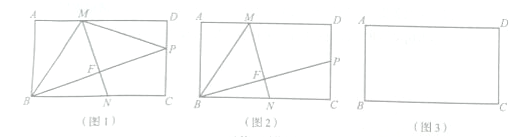 A M D
P
F
B N C
(图1)
A M D
P
F
B N C
(图2)
A D
B C
(图3)